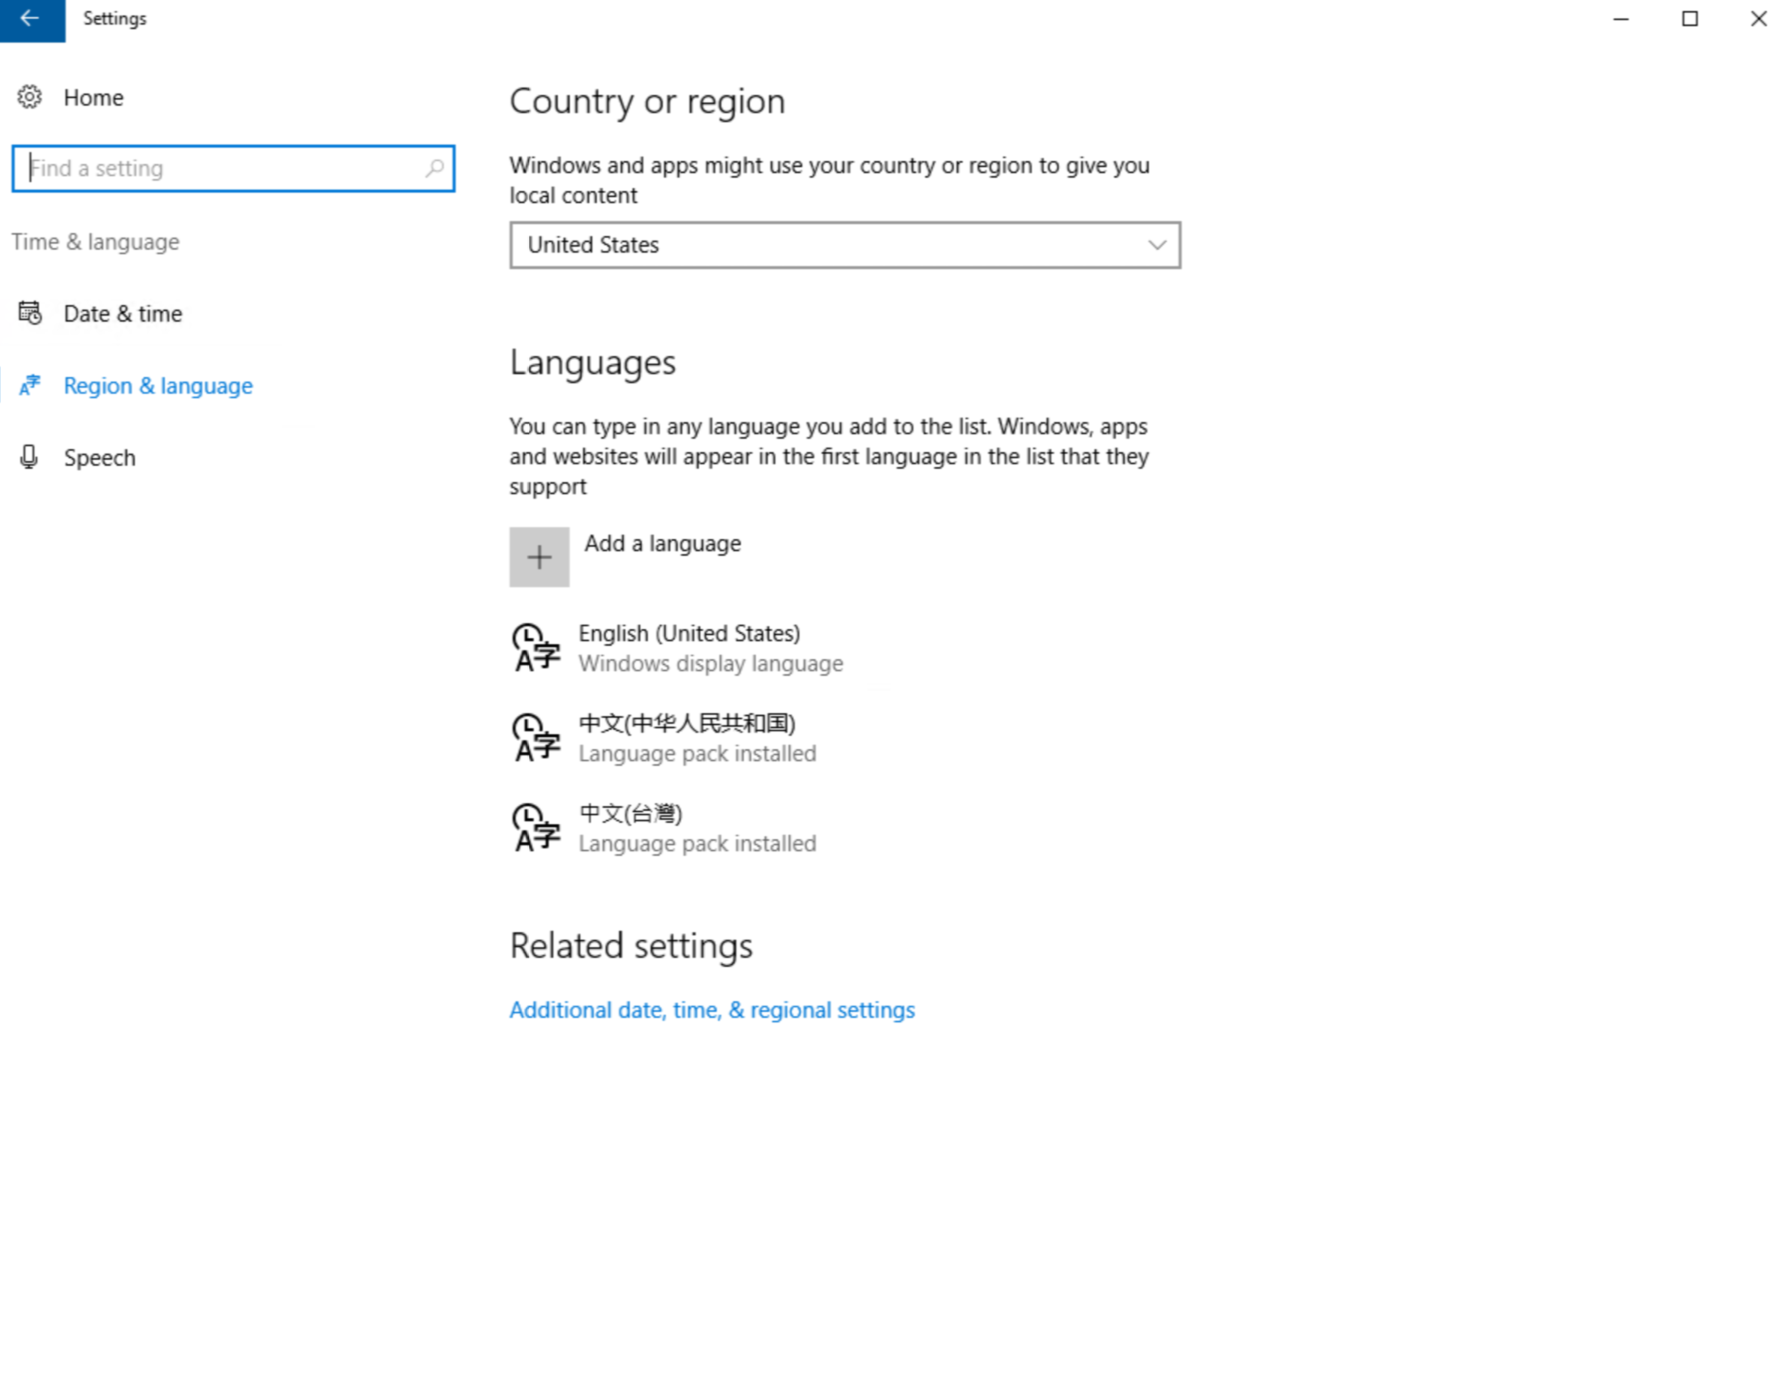 Settings
Home
Find a setting
Time & language
Date & time
Region & language
Speech
Country or region
Windows and apps might use your country or region to give you
local content
United States
Languages
You can type in any language you add to the list. Windows, apps
and websites will appear in the first language in the list that they
support
Add a language
English (United States)
Windows display language
中文(中华人民共和国)
Language pack installed
中文(台灣)
Language pack installed
Related settings
Additional date, time, & regional settings